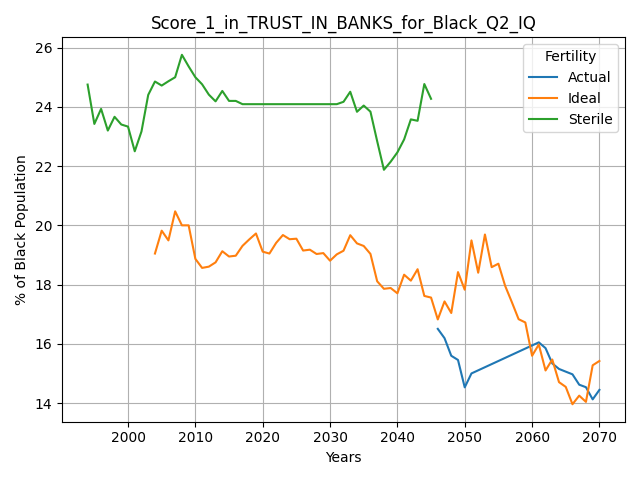 Score_1_in_TRUST_IN_BANKS_for_Black_Q2_IQ
Fertility
Actual
Ideal
Sterile
% of Black Population
26
24
22
20
18
16
14
2000 2010 2020 2030 2040 2050 2060 2070
Years